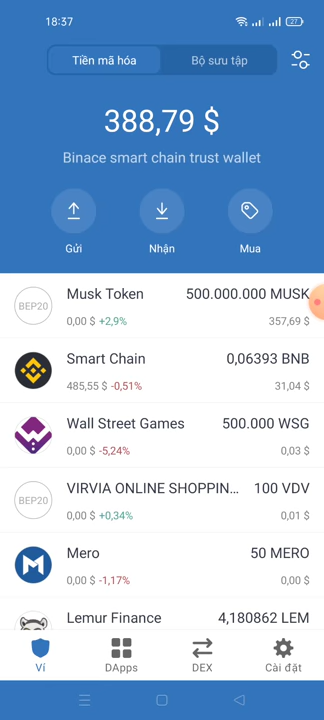 18:37
27
Tiền mã hóa
Bộ sưu tập
388,79 $
Binace smart chain trust wallet
Gửi
Nhận
Mua
BEP20
Musk Token
500.000.000 MUSK
0,00 $ +2,9%
357,69 $
Smart Chain
0,06393 BNB
485,55 $ -0,51%
31,04 $
Wall Street Games
500.000 WSG
0,00 $ -5,24%
0,03 $
BEP20
VIRVIA ONLINE SHOPPIN...
100 VDV
0,00 $ +0,34%
0,01 $
Mero
50 MERO
0,00 $ -1,17%
0,00 $
Lemur Finance
4,180862 LEM
Ví
DApps
DEX
Cài đặt